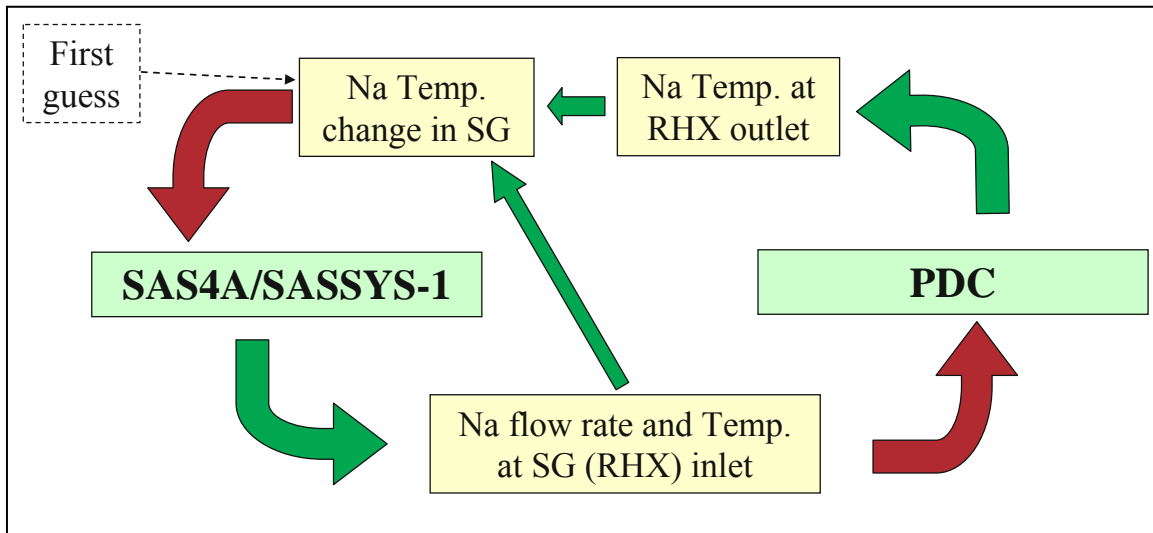 First
guess
Na Temp.
change in SG
Na Temp. at
RHX outlet
SAS4A/SASSYS-1
PDC
Na flow rate and Temp.
at SG (RHX) inlet